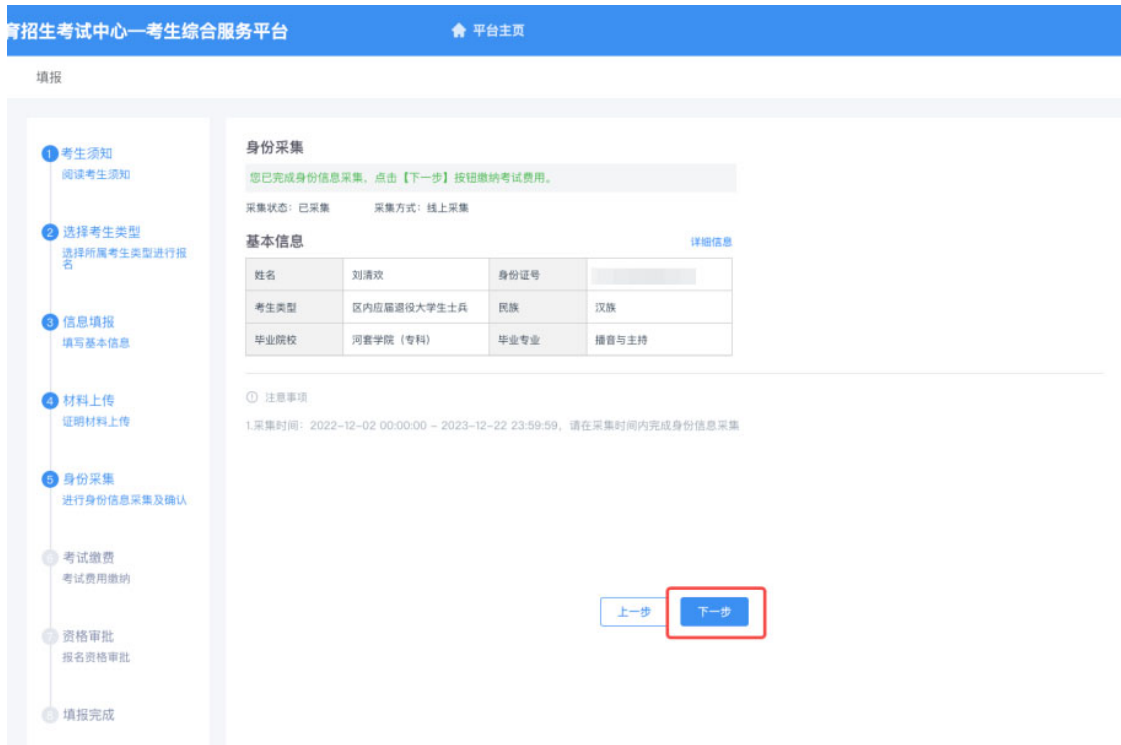 育招生考试中心—考生综合服务平台
平台主页
填报
1 考生须知
阅读考生须知
2 选择考生类型
选择所属考生类型进行报
名
3 信息填报
填写基本信息
4 材料上传
证明材料上传
5 身份采集
进行身份信息采集及确认
6 考试缴费
考试费用缴纳
7 资格审批
报名资格审批
8 填报完成
身份采集
您已完成身份信息采集，点击【下一步】按钮缴纳考试费用。
采集状态：已采集 采集方式：线上采集
基本信息 详细信息
姓名 刘清欢 身份证号
考生类型 区内应届退役大学生士兵 民族 汉族
毕业院校 河套学院（专科） 毕业专业 播音与主持
注意事项
1.采集时间：2022-12-02 00:00:00 ~ 2023-12-22 23:59:59，请在采集时间内完成身份信息采集
上一步 下一步